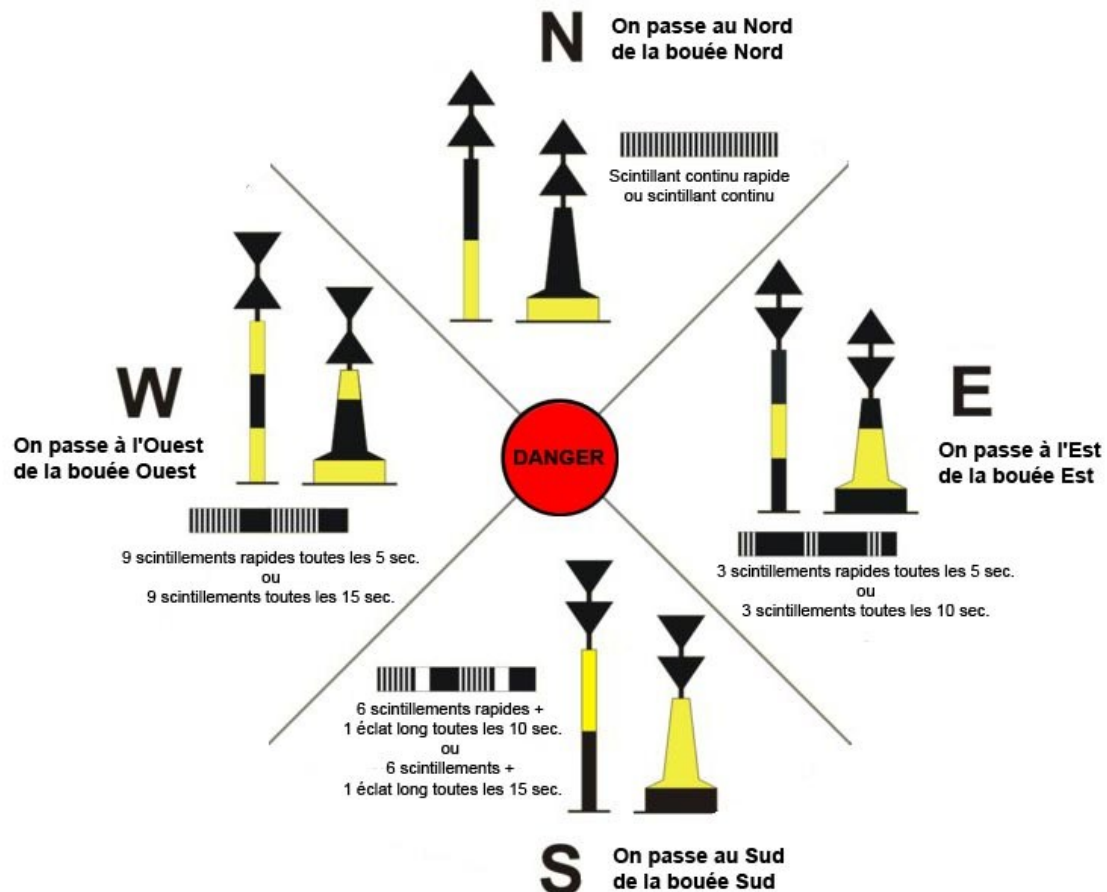 N
On passe au Nord
de la bouée Nord
Scintillant continu rapide
ou scintillant continu
W
On passe à l'Ouest
de la bouée Ouest
9 scintillements rapides toutes les 5 sec.
ou
9 scintillements toutes les 15 sec.
DANGER
E
On passe à l'Est
de la bouée Est
3 scintillements rapides toutes les 5 sec.
ou
3 scintillements toutes les 10 sec.
6 scintillements rapides +
1 éclat long toutes les 10 sec.
ou
6 scintillements +
1 éclat long toutes les 15 sec.
S
On passe au Sud
de la bouée Sud